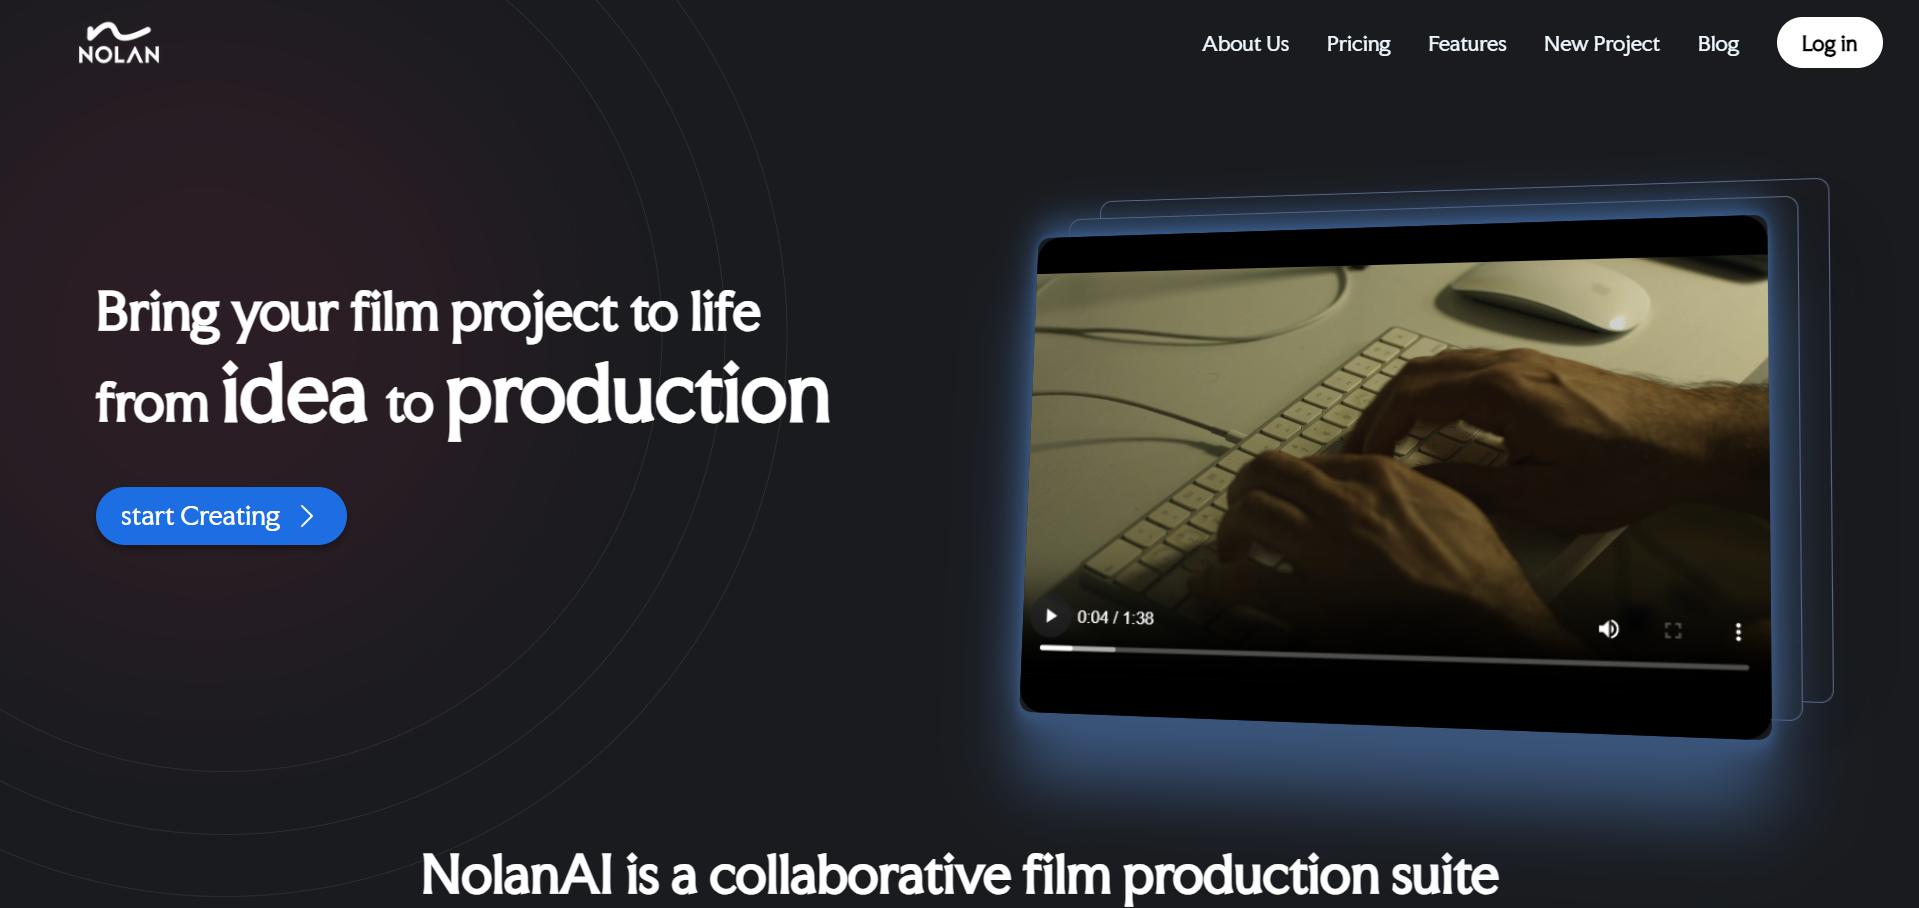 NOLAN
About Us
Pricing
Features
New Project
Blog
Log in
Bring your film project to life
from idea to production
start Creating
0:04 / 1:38
NolanAI is a collaborative film production suite